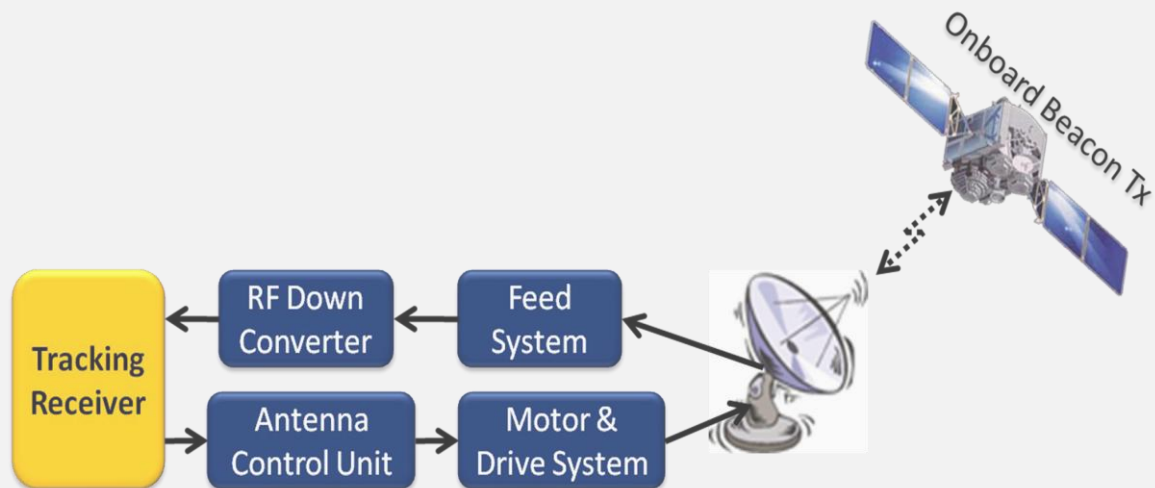 Onboard Beacon Tx
RF Down
Converter
Feed
System
Tracking
Receiver
Antenna
Control Unit
Motor &
Drive System